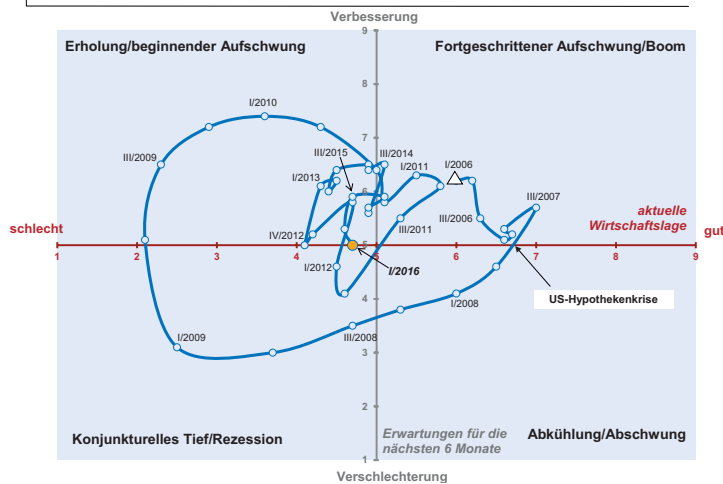 Verbesserung
9
Erholung/beginnender Aufschwung
Fortgeschrittener Aufschwung/Boom
8
I/2010
7
III/2009
III/2015
III/2014
I/2011
I/2006
I/2013
6
III/2007
III/2006
III/2011
aktuelle
Wirtschaftslage
schlecht
gut
IV/2012
5
1 2 3 4 5 6 7 8 9
I/2012
I/2016
4
I/2008
US-Hypothekenkrise
I/2009
III/2008
3
2
Erwartungen für die
nächsten 6 Monate
Konjunkturelles Tief/Rezession
Abkühlung/Abschwung
1
Verschlechterung